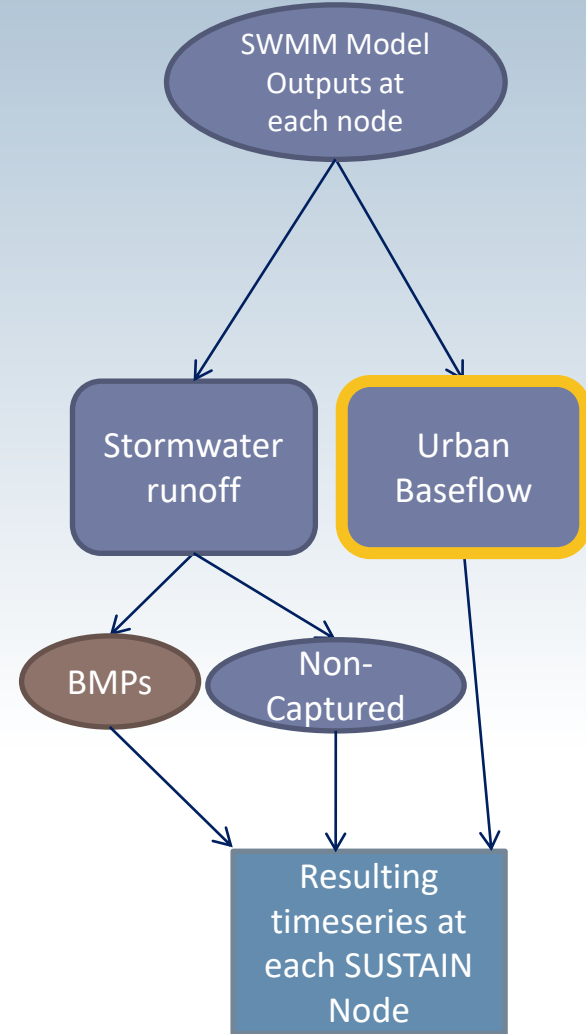 SWMM Model
Outputs at
each node
Stormwater
runoff
Urban
Baseflow
BMPs
Non-
Captured
Resulting
timeseries at
each SUSTAIN
Node